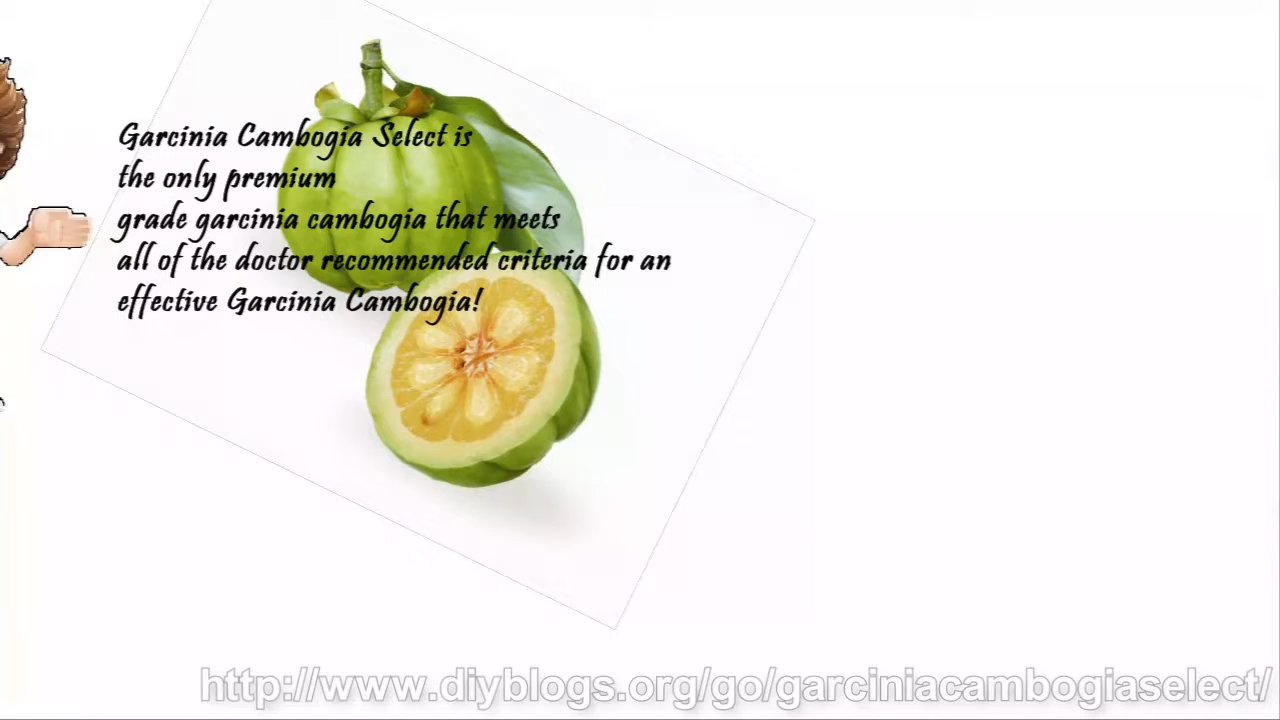 Garcinia Cambogia Select is
the only premium
grade garcinia cambogia that meets
all of the doctor recommended criteria for an
effective Garcinia Cambogia!
http://www.diyblogs.org/go/garciniacambogiaselect/